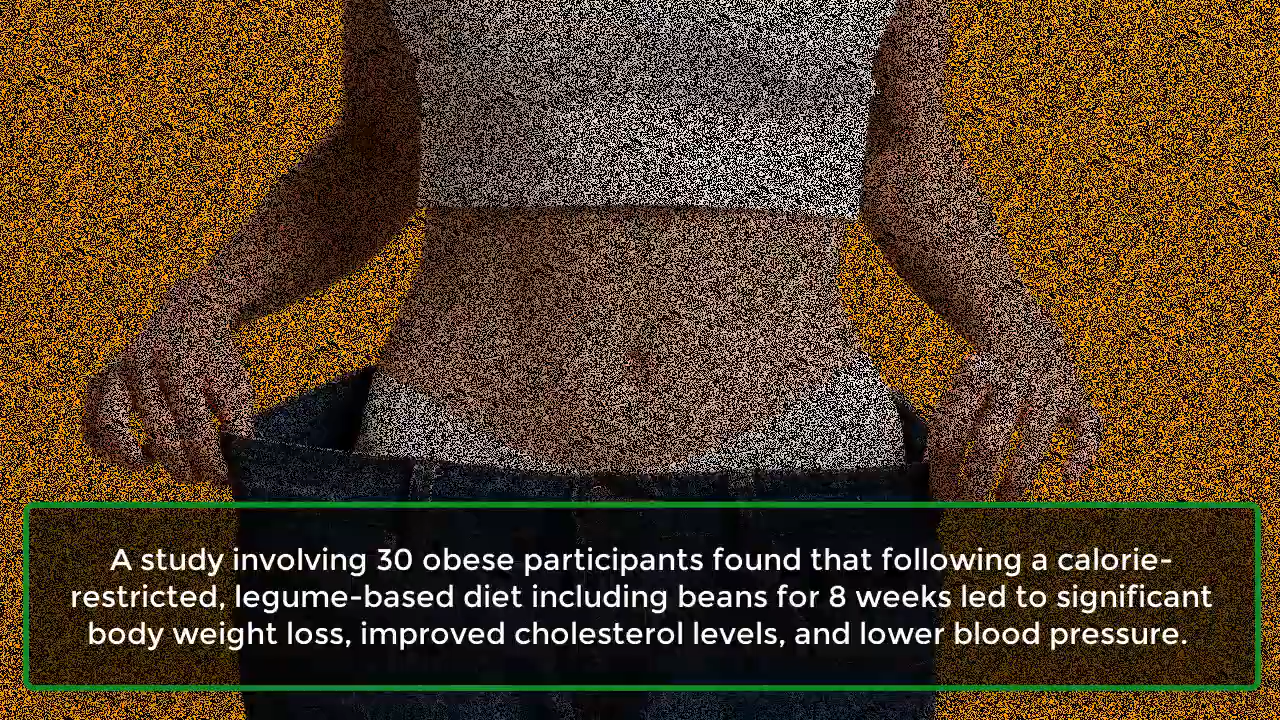 A study involving 30 obese participants found that following a calorie-
restricted, legume-based diet including beans for 8 weeks led to significant
body weight loss, improved cholesterol levels, and lower blood pressure.